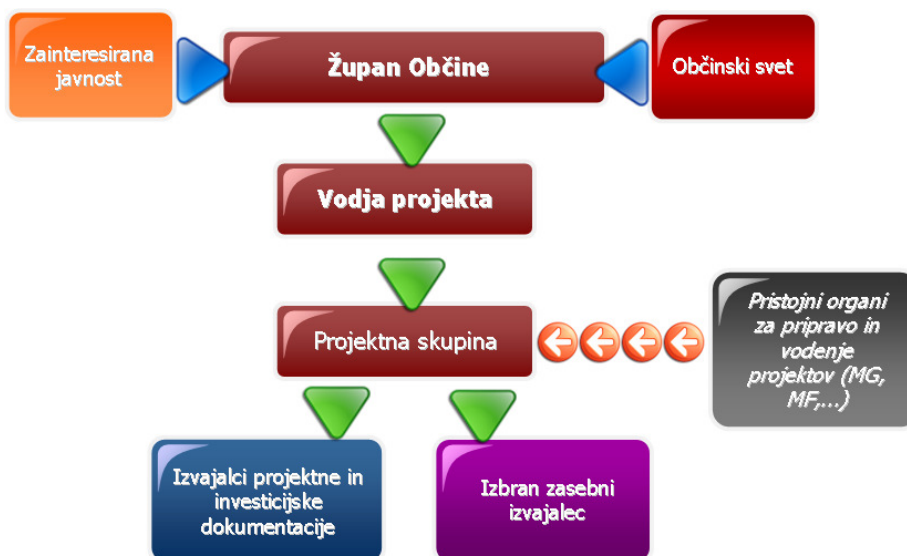 Zainteresirana
javnost
Župan Občine
Občinski svet
Vodja projekta
Projektna skupina
Pristojni organi
za pripravo in
vodenje
projektov (MG,
MF,...)
Izvajalci projektne in
investicijske
dokumentacije
Izbran zasebni
izvajalec